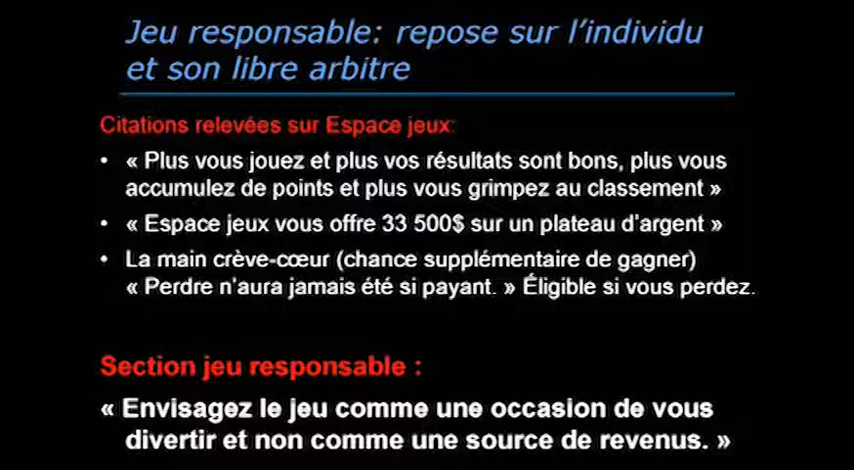 Jeu responsable: repose sur l'individu
et son libre arbitre
Citations relevées sur Espace jeux:
• « Plus vous jouez et plus vos résultats sont bons, plus vous
accumulez de points et plus vous grimpez au classement »
• « Espace jeux vous offre 33 500$ sur un plateau d'argent »
• La main crève-cœur (chance supplémentaire de gagner)
« Perdre n'aura jamais été si payant. » Éligible si vous perdez.
Section jeu responsable :
« Envisagez le jeu comme une occasion de vous
divertir et non comme une source de revenus. »